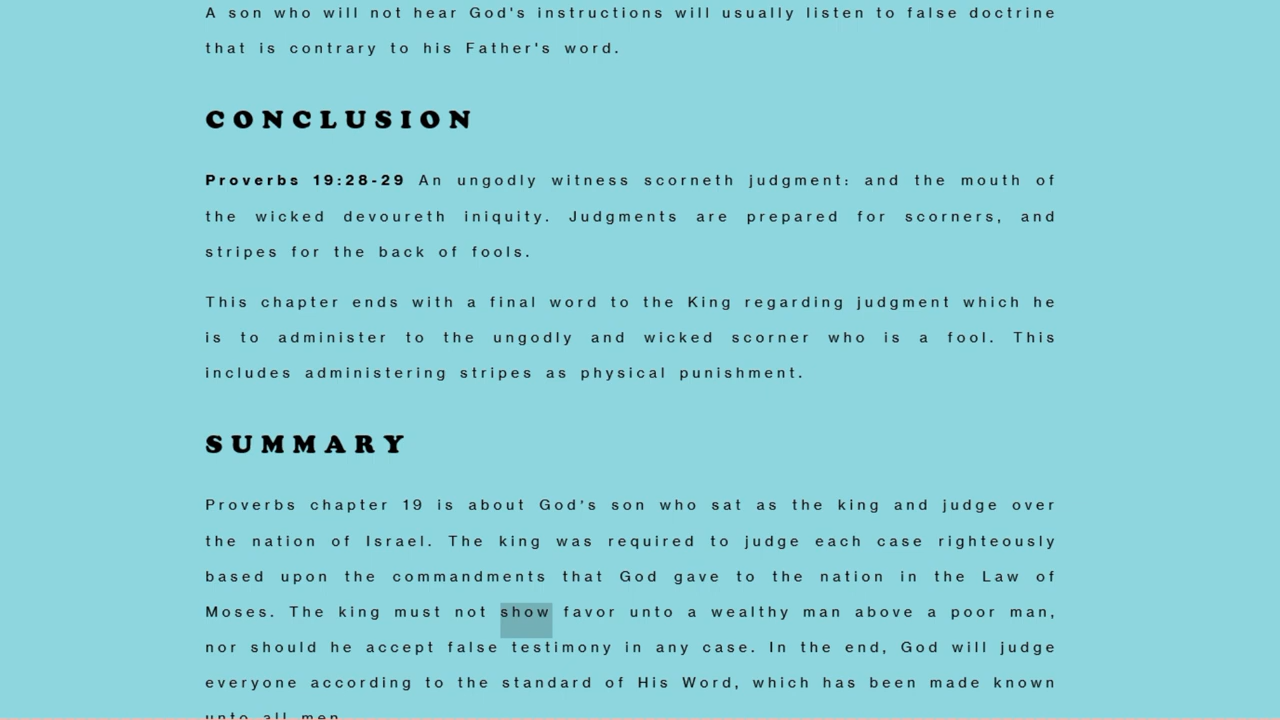 A son who will not hear God's instructions will usually listen to false doctrine
that is contrary to his Father's word.
CONCLUSION
Proverbs 19:28-29 An ungodly witness scorneth judgment: and the mouth of
the wicked devoureth iniquity. Judgments are prepared for scorners, and
stripes for the back of fools.
This chapter ends with a final word to the King regarding judgment which he
is to administer to the ungodly and wicked scorner who is a fool. This
includes administering stripes as physical punishment.
SUMMARY
Proverbs chapter 19 is about God's son who sat as the king and judge over
the nation of Israel. The king was required to judge each case righteously
based upon the commandments that God gave to the nation in the Law of
Moses. The king must not show favor unto a wealthy man above a poor man,
nor should he accept false testimony in any case. In the end, God will judge
everyone according to the standard of His Word, which has been made known
unto all men.